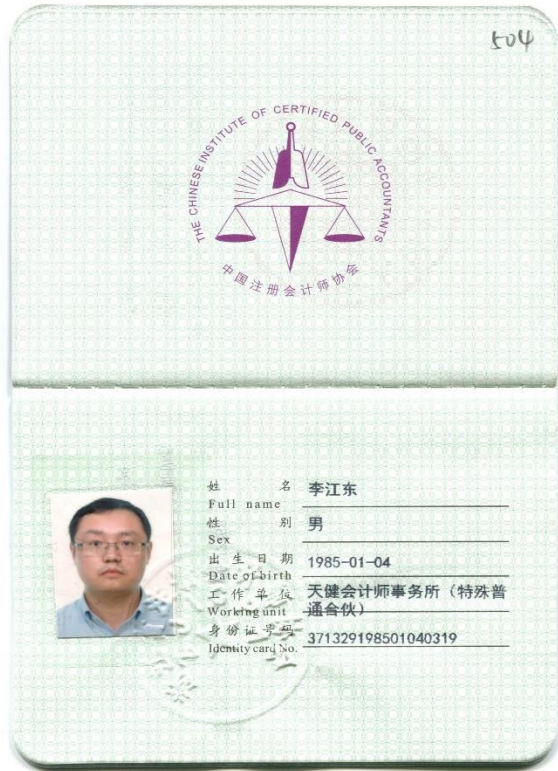 504
THE CHINESE INSTITUTE OF CERTIFIED PUBLIC ACCOUNTANTS
中国注册会计师协会
姓 名 李江东
Full name
性 别 男
Sex
出生日期 1985-01-04
Date of birth
工作单位 天健会计师事务所（特殊普
Working unit 通合伙）
身份证号码 371329198501040319
Identity card No.